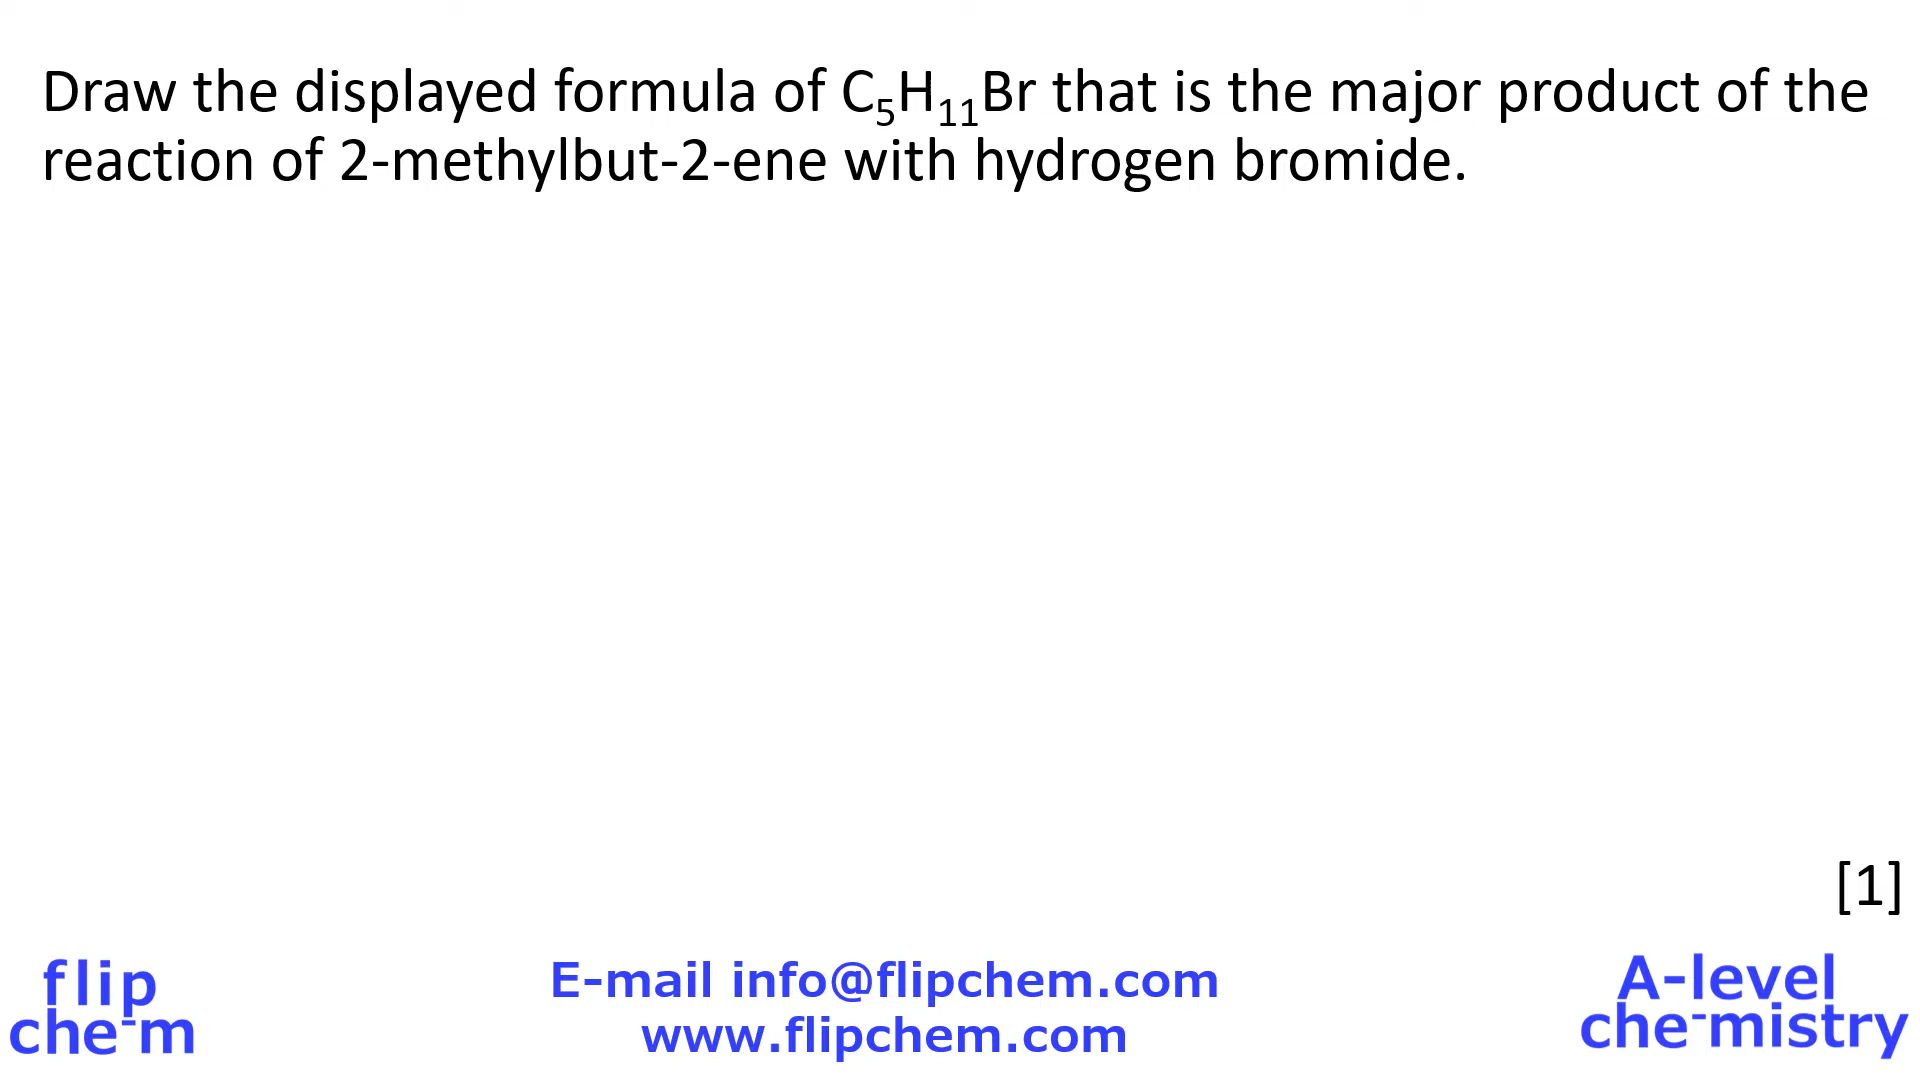 Draw the displayed formula of C₅H₁₁Br that is the major product of the
reaction of 2-methylbut-2-ene with hydrogen bromide.
[1]
flip
che-m
E-mail info@flipchem.com
www.flipchem.com
A-level
che-mistry